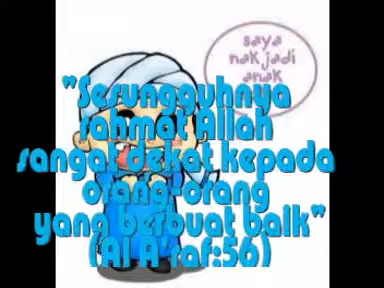 saya
nak jadi
anak
"Sesungguhnya
rahmat Allah
sangat dekat kepada
orang-orang
yang berbuat baik"
(Al A'raf:56)